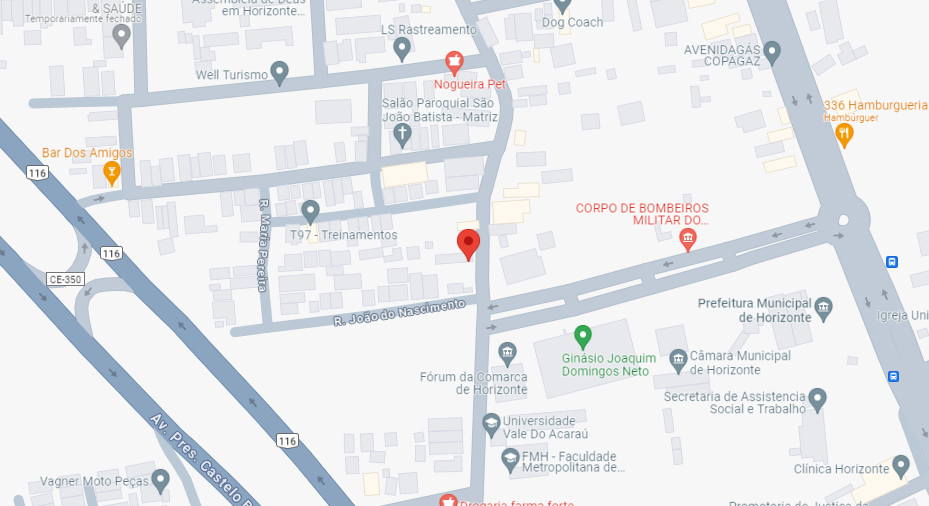 & SAÚDE
Temporariamente fechado
Assembleia de Deus
em Horizonte...
LS Rastreamento
Dog Coach
AVENIDAGÁS
COPAGAZ
Well Turismo
Nogueira Pet
336 Hamburgueria
Hambúrguer
Salão Paroquial São
João Batista - Matriz
Bar Dos Amigos
116
R. Maria Pereira
T97 - Treinamentos
CORPO DE BOMBEIROS
MILITAR DO...
116
CE-350
R. João do Nascimento
Prefeitura Municipal
de Horizonte
Igreja Uni
Ginásio Joaquim
Domingos Neto
Câmara Municipal
de Horizonte
Fórum da Comarca
de Horizonte
Secretaria de Assistencia
Social e Trabalho
Universidade
Vale Do Acaraú
116
Av. Pres. Castelo
FMH - Faculdade
Metropolitana de...
Clínica Horizonte
Vagner Moto Peças
Drogaria farma forte
Promotoria de Justiça de